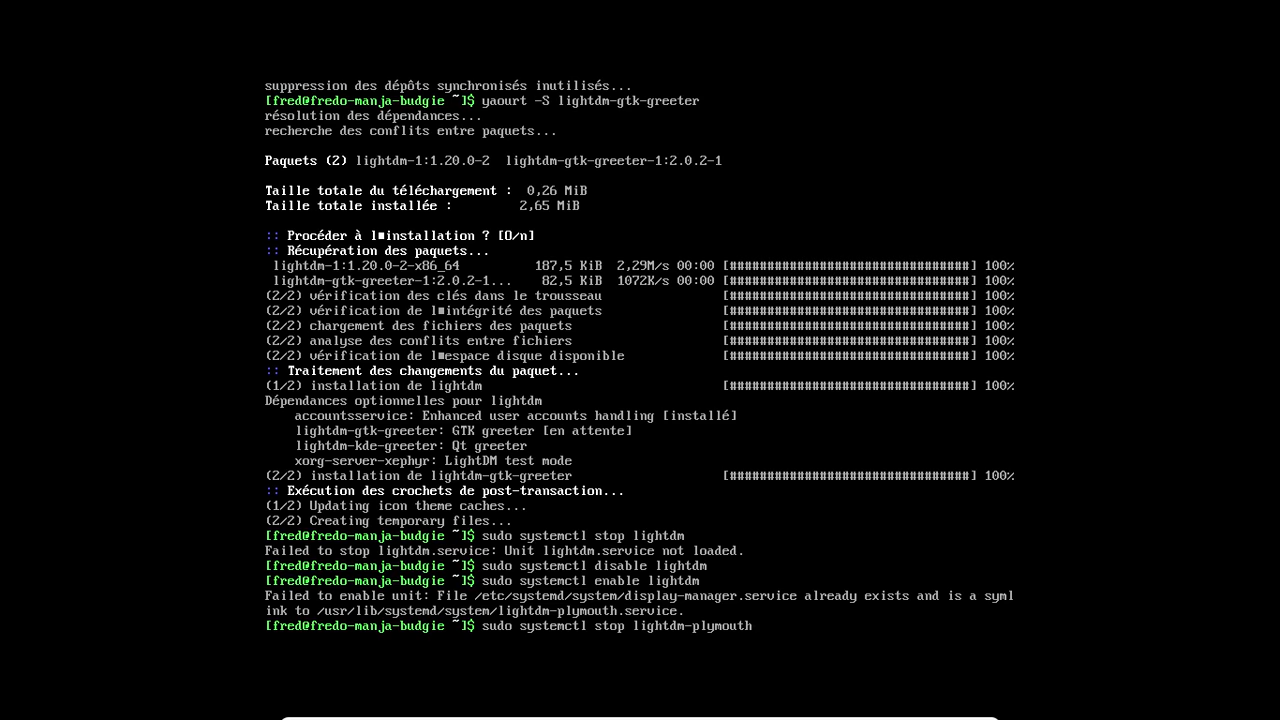 suppression des dépôts synchronisés inutilisés...
[fred@fredo-manja-budgie ~]$ yaourt -S lightdm-gtk-greeter
résolution des dépendances...
recherche des conflits entre paquets...
Paquets (2) lightdm-1:1.20.0-2  lightdm-gtk-greeter-1:2.0.2-1
Taille totale du téléchargement :  0,26 MiB
Taille totale installée :         2,65 MiB
:: Procéder à l■installation ? [O/n]
:: Récupération des paquets...
 lightdm-1:1.20.0-2-x86_64          187,5 KiB  2,29M/s 00:00 [################################] 100%
 lightdm-gtk-greeter-1:2.0.2-1...    82,5 KiB  1072K/s 00:00 [################################] 100%
(2/2) vérification des clés dans le trousseau                [################################] 100%
(2/2) vérification de l■intégrité des paquets                [################################] 100%
(2/2) chargement des fichiers des paquets                    [################################] 100%
(2/2) analyse des conflits entre fichiers                    [################################] 100%
(2/2) vérification de l■espace disque disponible             [################################] 100%
:: Traitement des changements du paquet...
(1/2) installation de lightdm                                [################################] 100%
Dépendances optionnelles pour lightdm
    accountsservice: Enhanced user accounts handling [installé]
    lightdm-gtk-greeter: GTK greeter [en attente]
    lightdm-kde-greeter: Qt greeter
    xorg-server-xephyr: LightDM test mode
(2/2) installation de lightdm-gtk-greeter                    [################################] 100%
:: Exécution des crochets de post-transaction...
(1/2) Updating icon theme caches...
(2/2) Creating temporary files...
[fred@fredo-manja-budgie ~]$ sudo systemctl stop lightdm
Failed to stop lightdm.service: Unit lightdm.service not loaded.
[fred@fredo-manja-budgie ~]$ sudo systemctl disable lightdm
[fred@fredo-manja-budgie ~]$ sudo systemctl enable lightdm
Failed to enable unit: File /etc/systemd/system/display-manager.service already exists and is a syml
ink to /usr/lib/systemd/system/lightdm-plymouth.service.
[fred@fredo-manja-budgie ~]$ sudo systemctl stop lightdm-plymouth